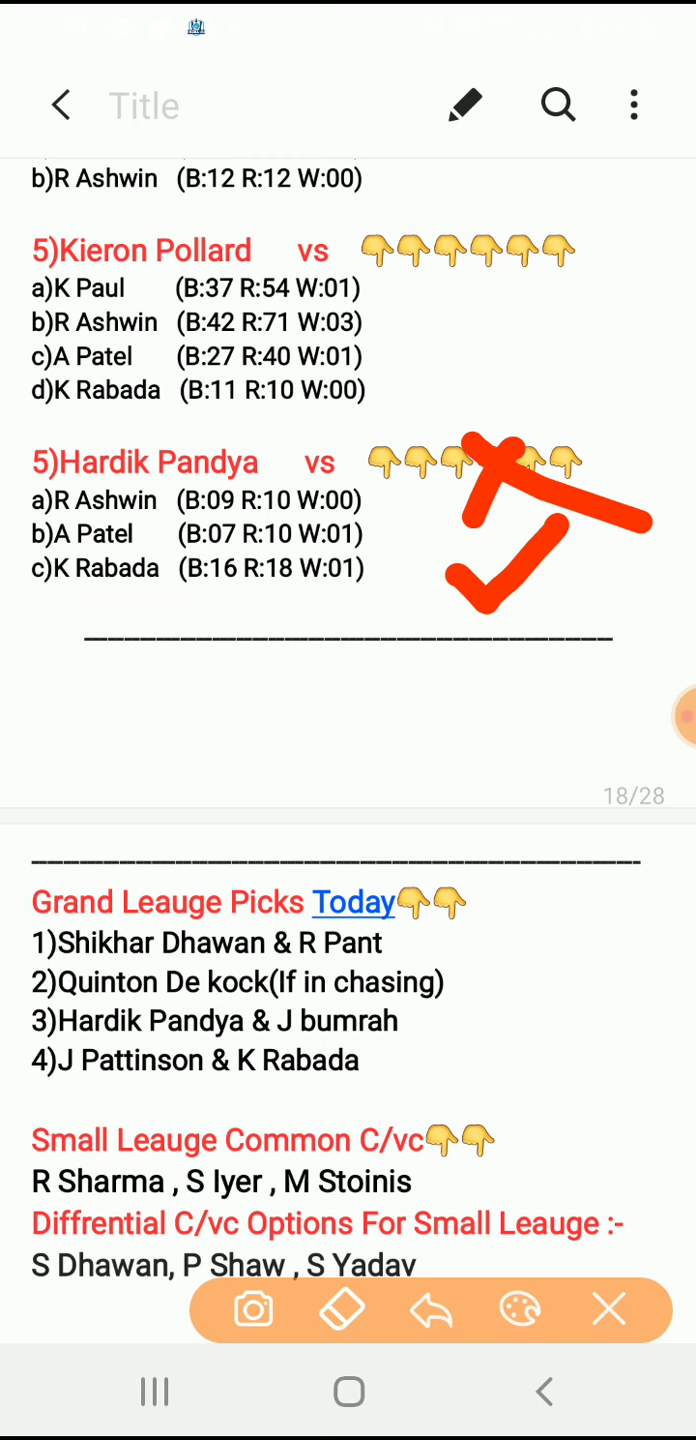 Title
b)R Ashwin (B:12 R:12 W:00)
5)Kieron Pollard vs 👇👇👇👇👇👇
a)K Paul (B:37 R:54 W:01)
b)R Ashwin (B:42 R:71 W:03)
c)A Patel (B:27 R:40 W:01)
d)K Rabada (B:11 R:10 W:00)
5)Hardik Pandya vs 👇👇👇👇👇👇
a)R Ashwin (B:09 R:10 W:00)
b)A Patel (B:07 R:10 W:01)
c)K Rabada (B:16 R:18 W:01)
18/28
Grand Leauge Picks Today👇👇
1)Shikhar Dhawan & R Pant
2)Quinton De kock(If in chasing)
3)Hardik Pandya & J bumrah
4)J Pattinson & K Rabada
Small Leauge Common C/vc👇👇
R Sharma , S Iyer , M Stoinis
Diffrential C/vc Options For Small Leauge :-
S Dhawan, P Shaw , S Yadav